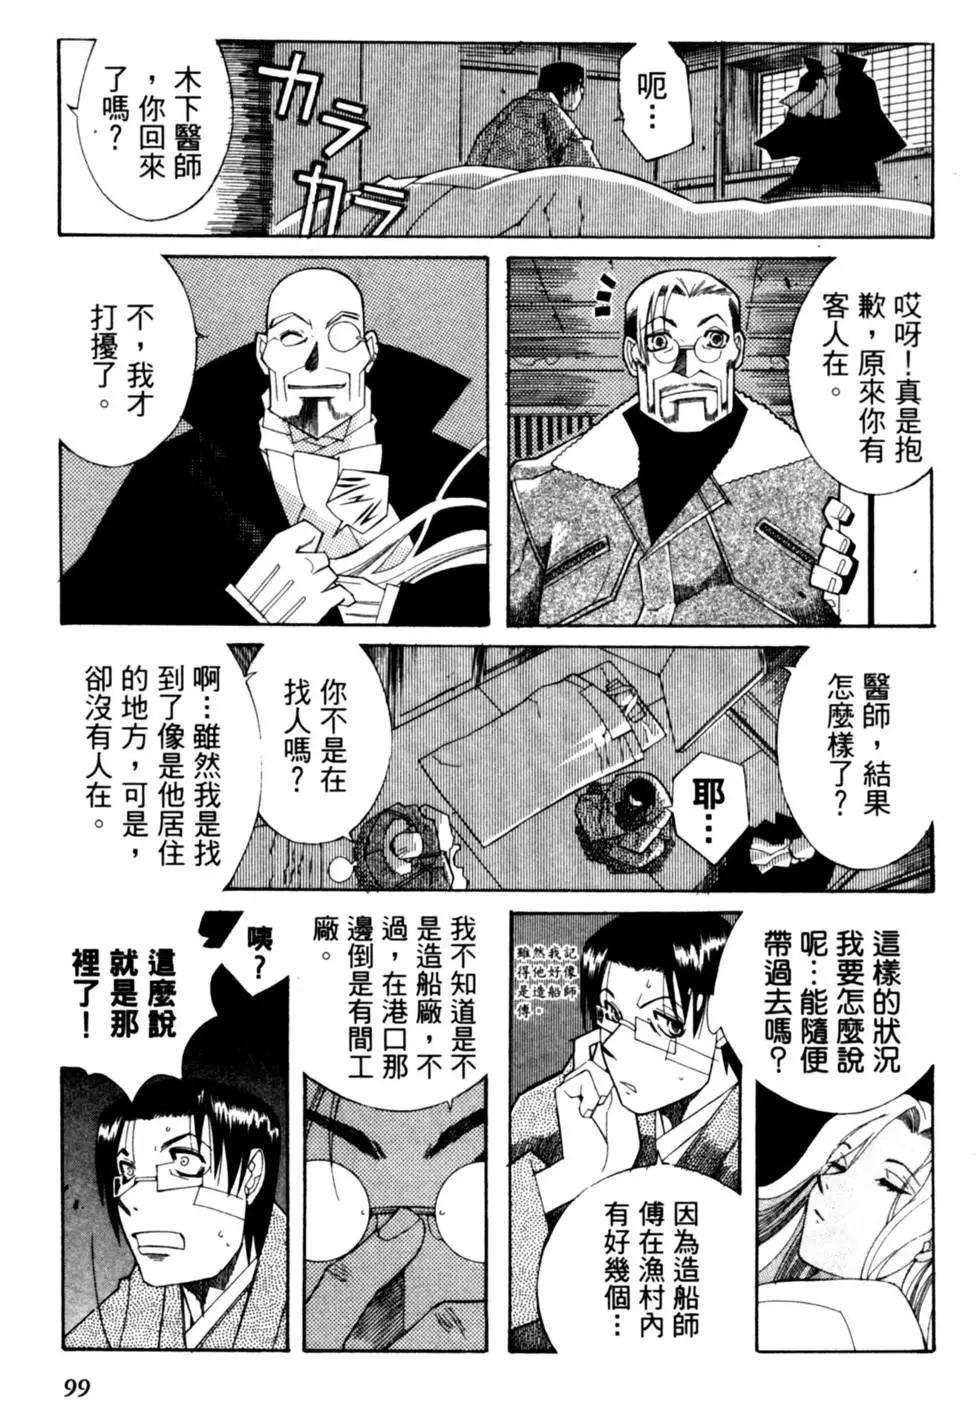 呃…
ガラガラ
木下醫師
，你回來
了嗎？
哎呀！真是抱
歉，原來你有
客人在。
不，我才
打擾了。
醫師，結果
怎麼樣了？
耶…
你不是在
找人嗎？
啊…雖然我是找
到了像是他居住
的地方，可是，
卻沒有人在。
這樣的狀況
我要怎麼說
呢…能隨便
帶過去嗎？
記得他好像是造船師傅。
因為造船師
傅在漁村內
有好幾個…
我不知道是不
是造船廠，不
過，在港口那
邊倒是有間工
廠。
咦？
這麼說
就是那
裡了！
99